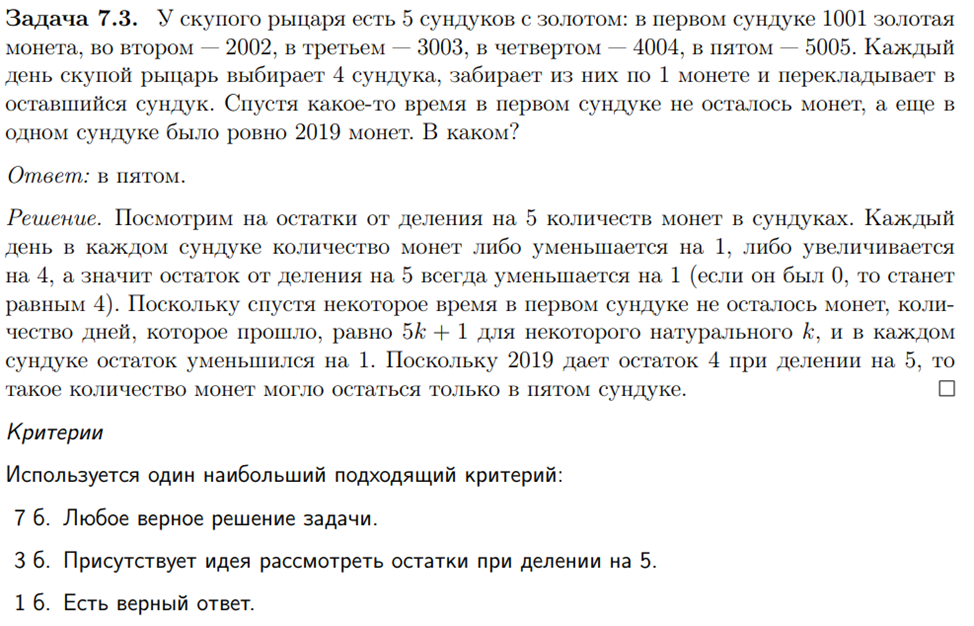 Задача 7.3. У скупого рыцаря есть 5 сундуков с золотом: в первом сундуке 1001 золотая
монета, во втором — 2002, в третьем — 3003, в четвертом — 4004, в пятом — 5005. Каждый
день скупой рыцарь выбирает 4 сундука, забирает из них по 1 монете и перекладывает в
оставшийся сундук. Спустя какое-то время в первом сундуке не осталось монет, а еще в
одном сундуке было ровно 2019 монет. В каком?
Ответ: в пятом.
Решение. Посмотрим на остатки от деления на 5 количеств монет в сундуках. Каждый
день в каждом сундуке количество монет либо уменьшается на 1, либо увеличивается
на 4, а значит остаток от деления на 5 всегда уменьшается на 1 (если он был 0, то станет
равным 4). Поскольку спустя некоторое время в первом сундуке не осталось монет, коли-
чество дней, которое прошло, равно 5k + 1 для некоторого натурального k, и в каждом
сундуке остаток уменьшился на 1. Поскольку 2019 дает остаток 4 при делении на 5, то
такое количество монет могло остаться только в пятом сундуке. □
Критерии
Используется один наибольший подходящий критерий:
7 б. Любое верное решение задачи.
3 б. Присутствует идея рассмотреть остатки при делении на 5.
1 б. Есть верный ответ.